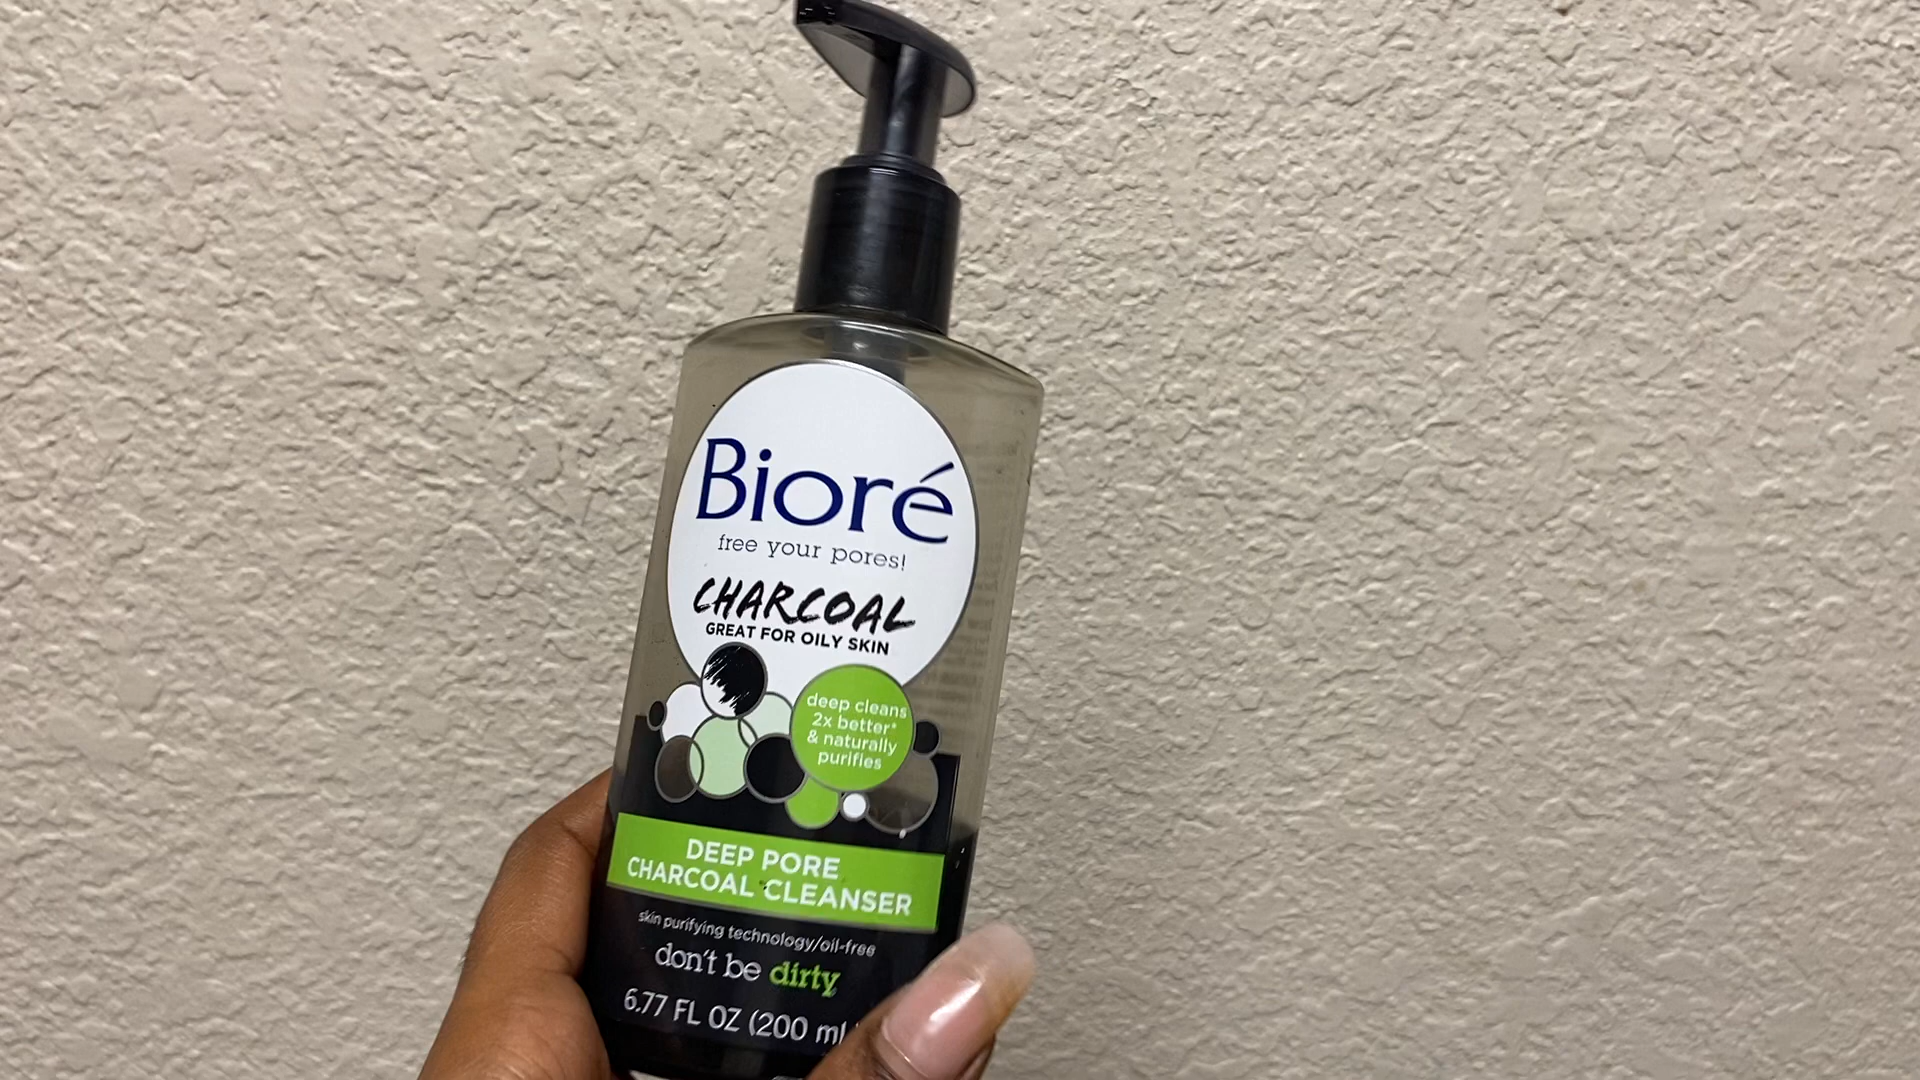 Bioré
free your pores!
CHARCOAL
GREAT FOR OILY SKIN
deep cleans
2x better*
& naturally
purifies
DEEP PORE
CHARCOAL CLEANSER
skin purifying technology/oil-free
don't be dirty
6.77 FL OZ (200 ml